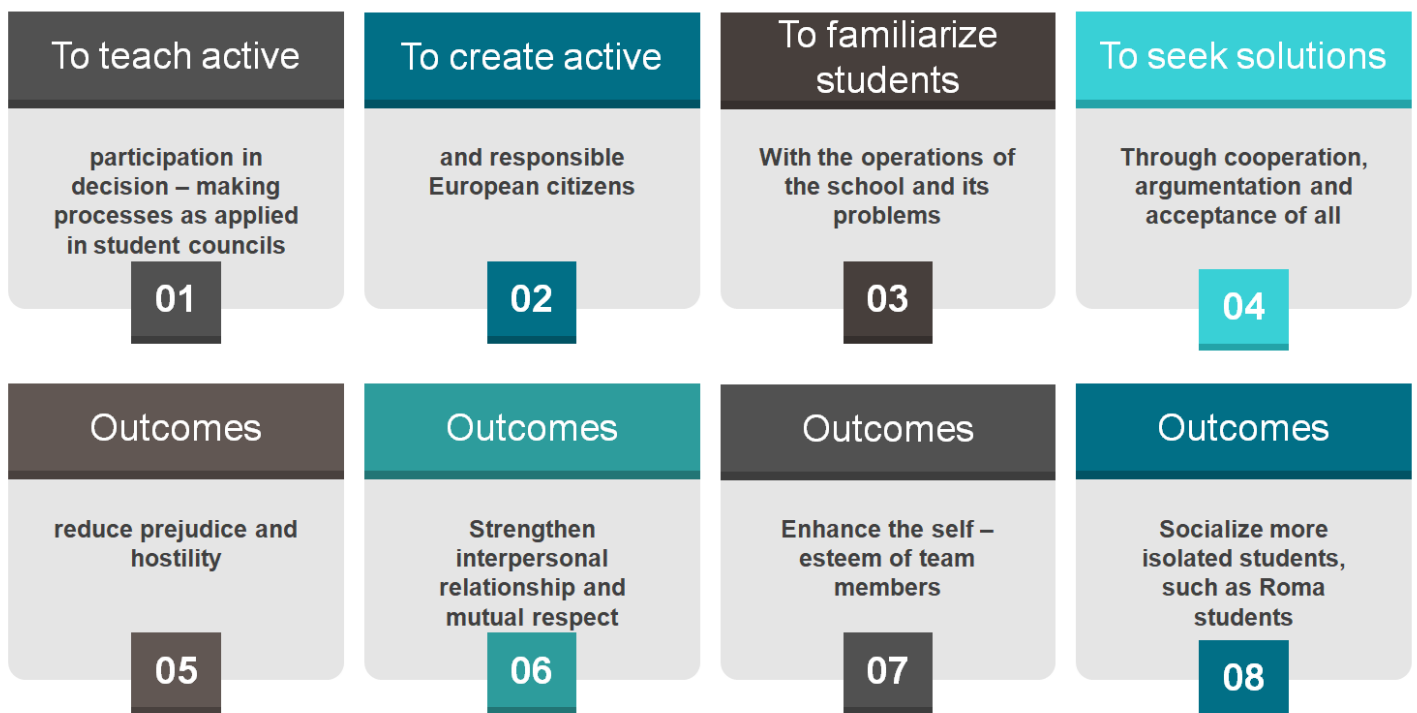 To teach active
participation in
decision – making
processes as applied
in student councils
01
To create active
and responsible
European citizens
02
To familiarize
students
With the operations of
the school and its
problems
03
To seek solutions
Through cooperation,
argumentation and
acceptance of all
04
Outcomes
reduce prejudice and
hostility
05
Outcomes
Strengthen
interpersonal
relationship and
mutual respect
06
Outcomes
Enhance the self –
esteem of team
members
07
Outcomes
Socialize more
isolated students,
such as Roma
students
08